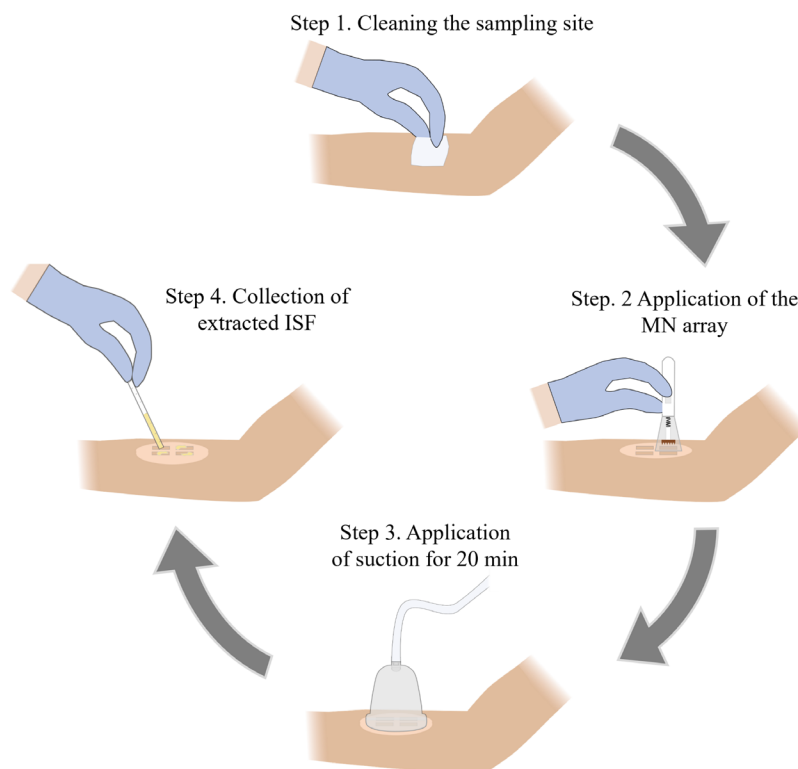 Step 1. Cleaning the sampling site
Step. 2 Application of the
MN array
Step 3. Application
of suction for 20 min
Step 4. Collection of
extracted ISF